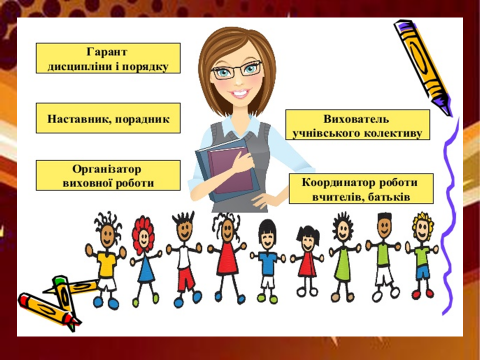 Гарант
дисципліни і порядку
Наставник, порадник
Організатор
виховної роботи
Вихователь
учнівського колективу
Координатор роботи
вчителів, батьків